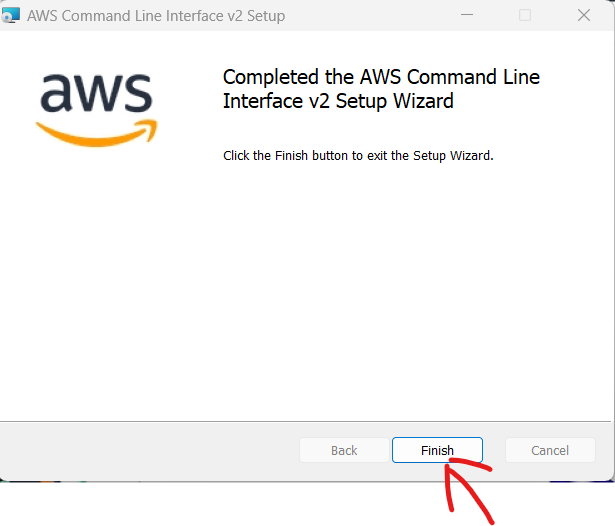 AWS Command Line Interface v2 Setup
aws
Completed the AWS Command Line
Interface v2 Setup Wizard
Click the Finish button to exit the Setup Wizard.
Back
Finish
Cancel